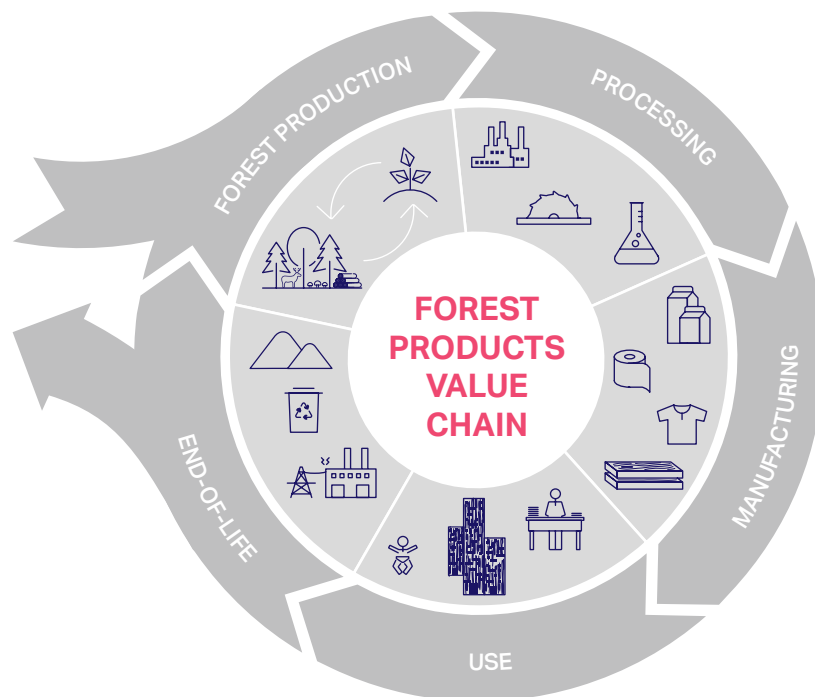 FOREST PRODUCTION
PROCESSING
FOREST
PRODUCTS
VALUE
CHAIN
MANUFACTURING
END-OF-LIFE
USE